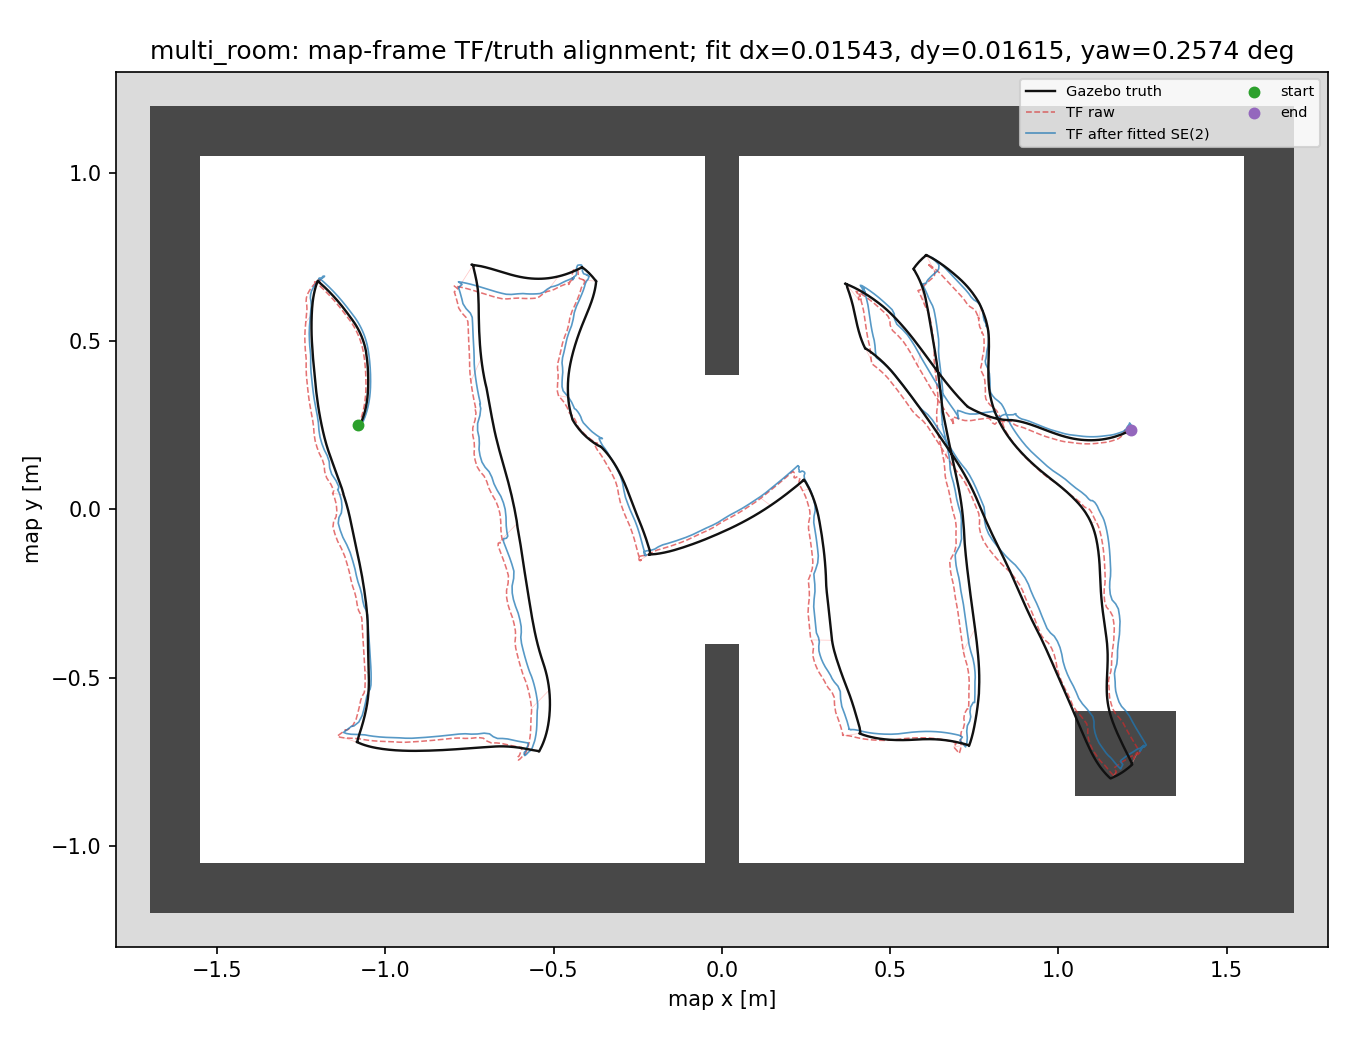 multi_room: map-frame TF/truth alignment; fit dx=0.01543, dy=0.01615, yaw=0.2574 deg
Gazebo truth
TF raw
TF after fitted SE(2)
start
end
1.0
0.5
0.0
−0.5
−1.0
map y [m]
−1.5
−1.0
−0.5
0.0
0.5
1.0
1.5
map x [m]